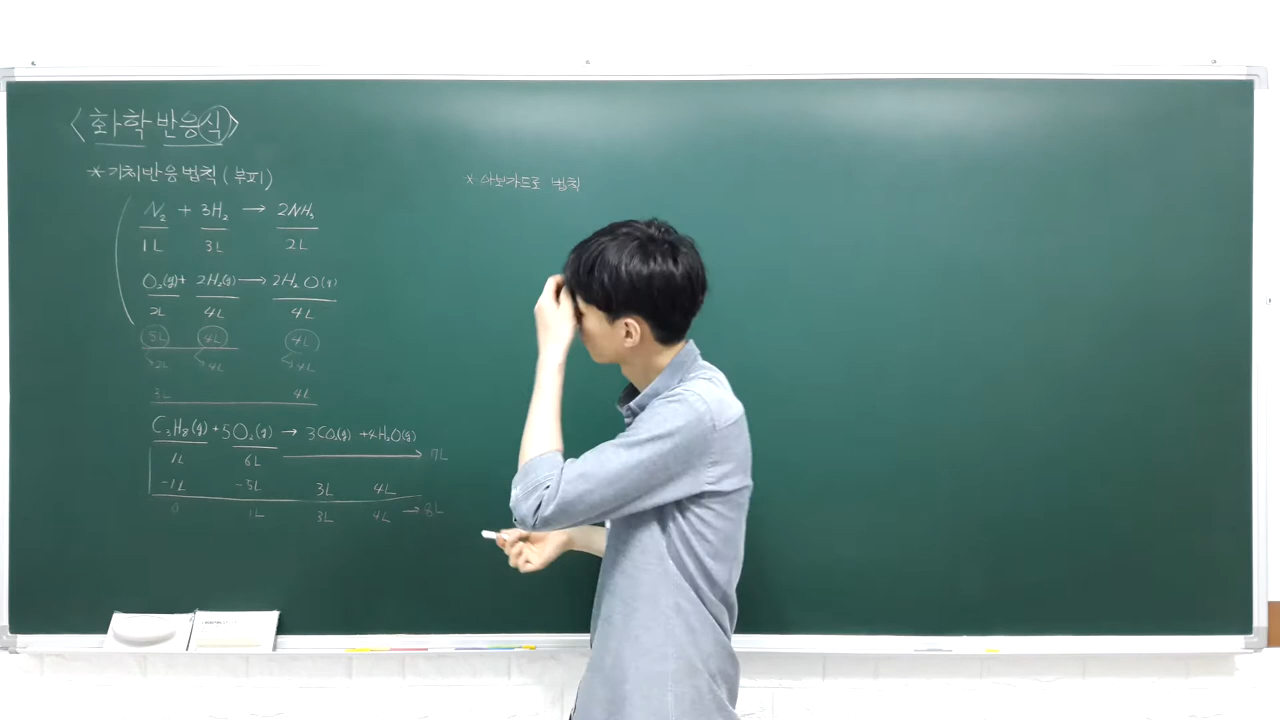 <화학반응식>
* 기체반응법칙 (부피)
N₂ + 3H₂ → 2NH₃
1L 3L 2L
O₂(g) + 2H₂(g) → 2H₂O(g)
2L 4L 4L
5L 4L 4L
2L 4L 4L
3L 4L
C₃H₈(g) + 5O₂(g) → 3CO₂(g) + 4H₂O(g)
1L 6L 7L
-1L -5L 3L 4L
0 1L 3L 4L → 8L
* 아보가드로 법칙